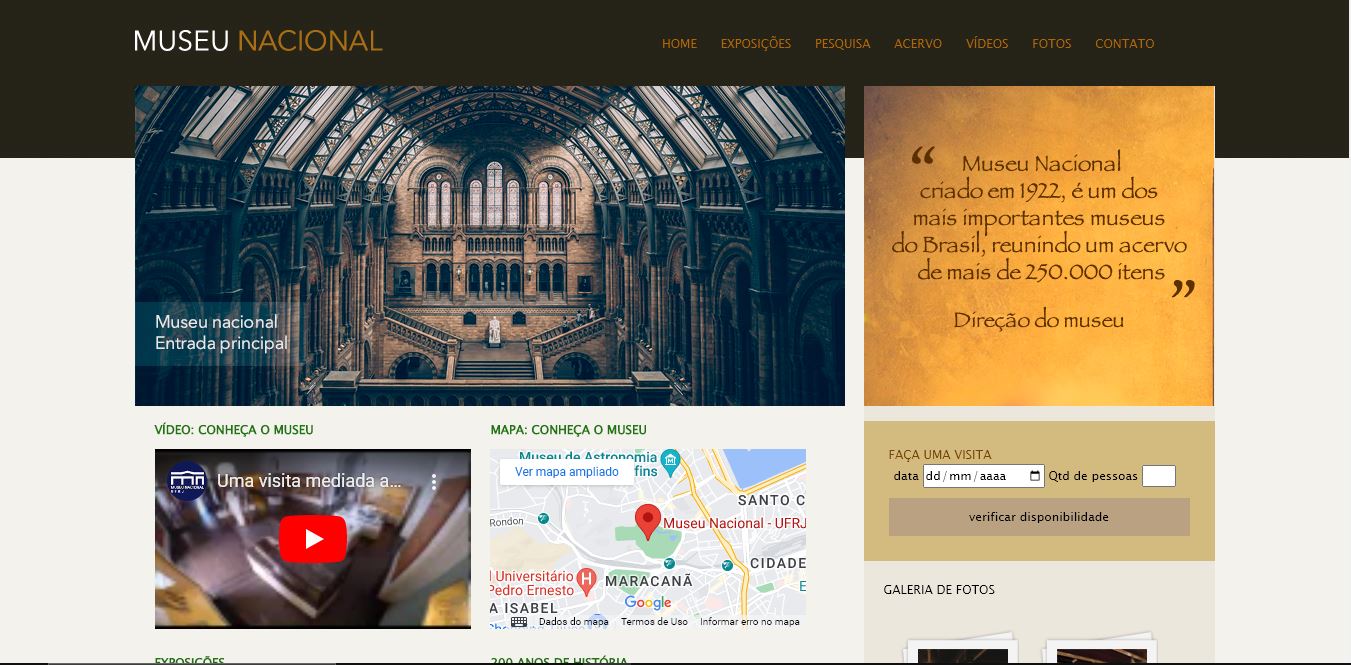 MUSEU NACIONAL
HOME EXPOSIÇÕES PESQUISA ACERVO VÍDEOS FOTOS CONTATO
Museu nacional
Entrada principal
“ Museu Nacional
criado em 1922, é um dos
mais importantes museus
do Brasil, reunindo um acervo
de mais de 250.000 itens ”
Direção do museu
VÍDEO: CONHEÇA O MUSEU
MUSEU NACIONAL
UFRJ
Uma visita mediada a...
MAPA: CONHEÇA O MUSEU
Museu de Astronomia
fins
Ver mapa ampliado
SANTO C
Rondon
Museu Nacional - UFRJ
CIDADE
l Universitário
Pedro Ernesto
H
MARACANÃ
E
A ISABEL
Google
Dados do mapa Termos de Uso Informar erro no mapa
FAÇA UMA VISITA
data dd/mm/aaaa Qtd de pessoas
verificar disponibilidade
GALERIA DE FOTOS
EXPOSIÇÕES
200 ANOS DE HISTÓRIA